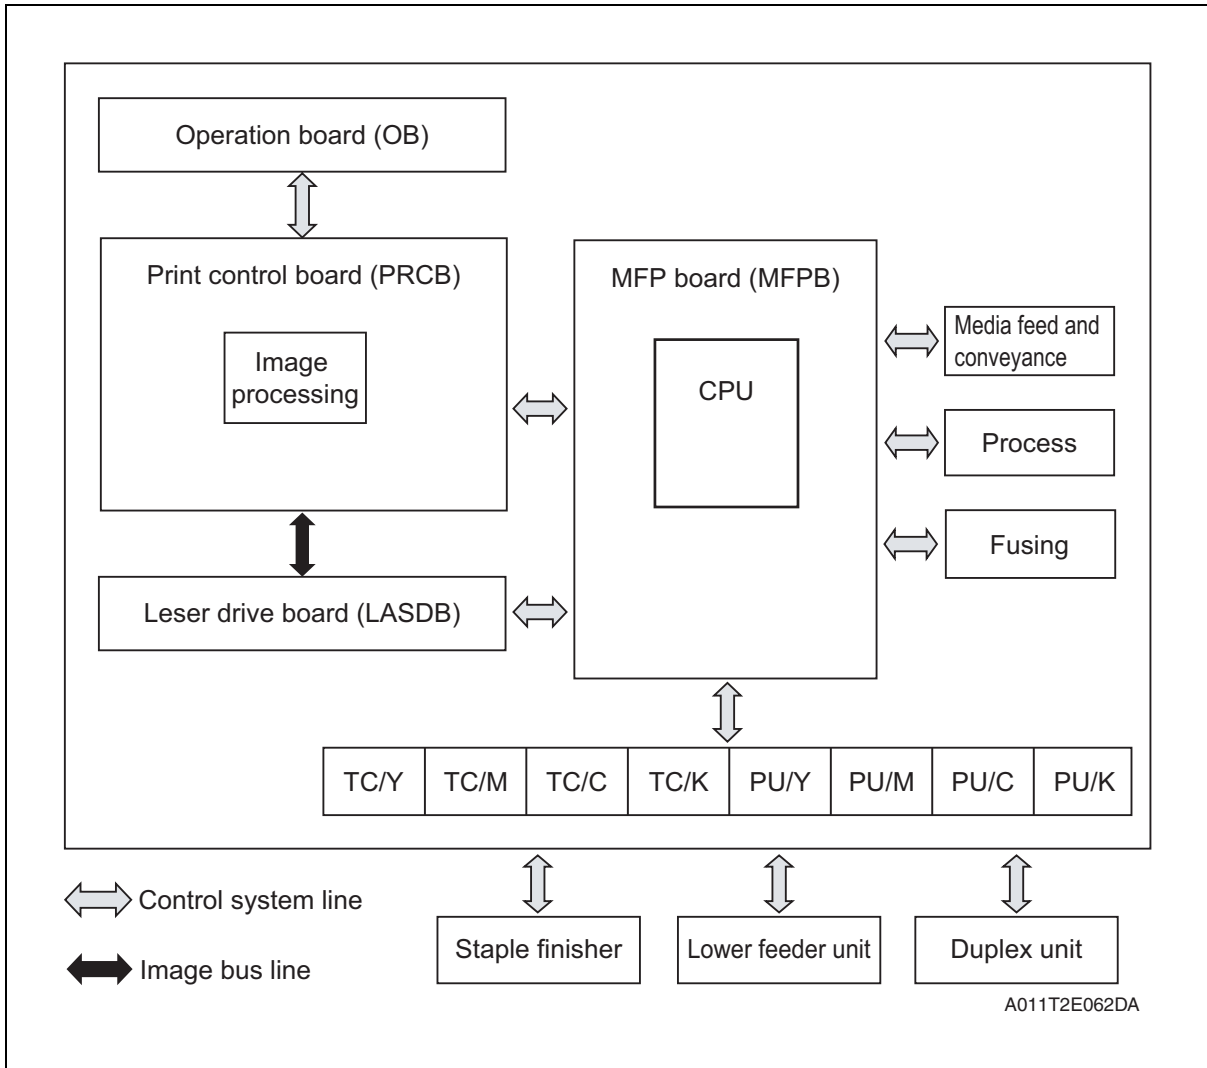 Operation board (OB)
Print control board (PRCB)
Image
processing
MFP board (MFPB)
CPU
Media feed and
conveyance
Process
Fusing
Leser drive board (LASDB)
TC/Y TC/M TC/C TC/K PU/Y PU/M PU/C PU/K
Control system line
Image bus line
Staple finisher
Lower feeder unit
Duplex unit
A011T2E062DA